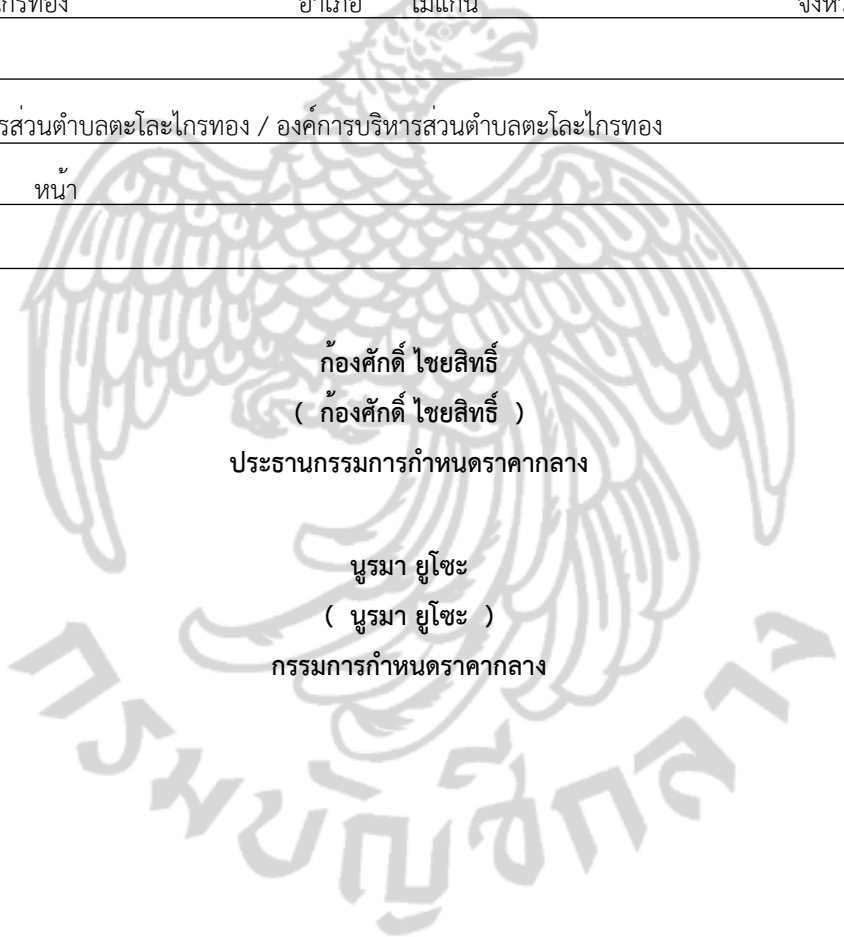 อำเภอ ไม้แก่น
รส่วนตำบลตะโละไกรทอง / องค์การบริหารส่วนตำบลตะโละไกรทอง
หน้า
ก้องศักดิ์ ไชยสิทธิ์
( ก้องศักดิ์ ไชยสิทธิ์ )
ประธานกรรมการกำหนดราคากลาง
นูรมา ยูโซะ
( นูรมา ยูโซะ )
กรรมการกำหนดราคากลาง
กรมบัญชีกลาง